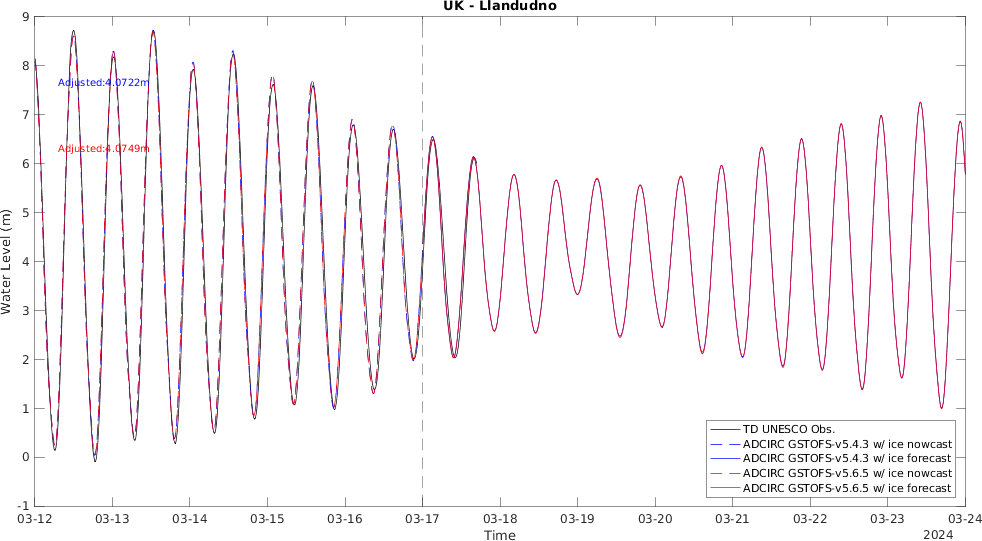 UK - Llandudno
9
8
7
6
5
4
3
2
1
0
-1
Water Level (m)
Adjusted:4.0722m
Adjusted:4.0749m
TD UNESCO Obs.
ADCIRC GSTOFS-v5.4.3 w/ ice nowcast
ADCIRC GSTOFS-v5.4.3 w/ ice forecast
ADCIRC GSTOFS-v5.6.5 w/ ice nowcast
ADCIRC GSTOFS-v5.6.5 w/ ice forecast
03-12 03-13 03-14 03-15 03-16 03-17 03-18 03-19 03-20 03-21 03-22 03-23 03-24
Time
2024